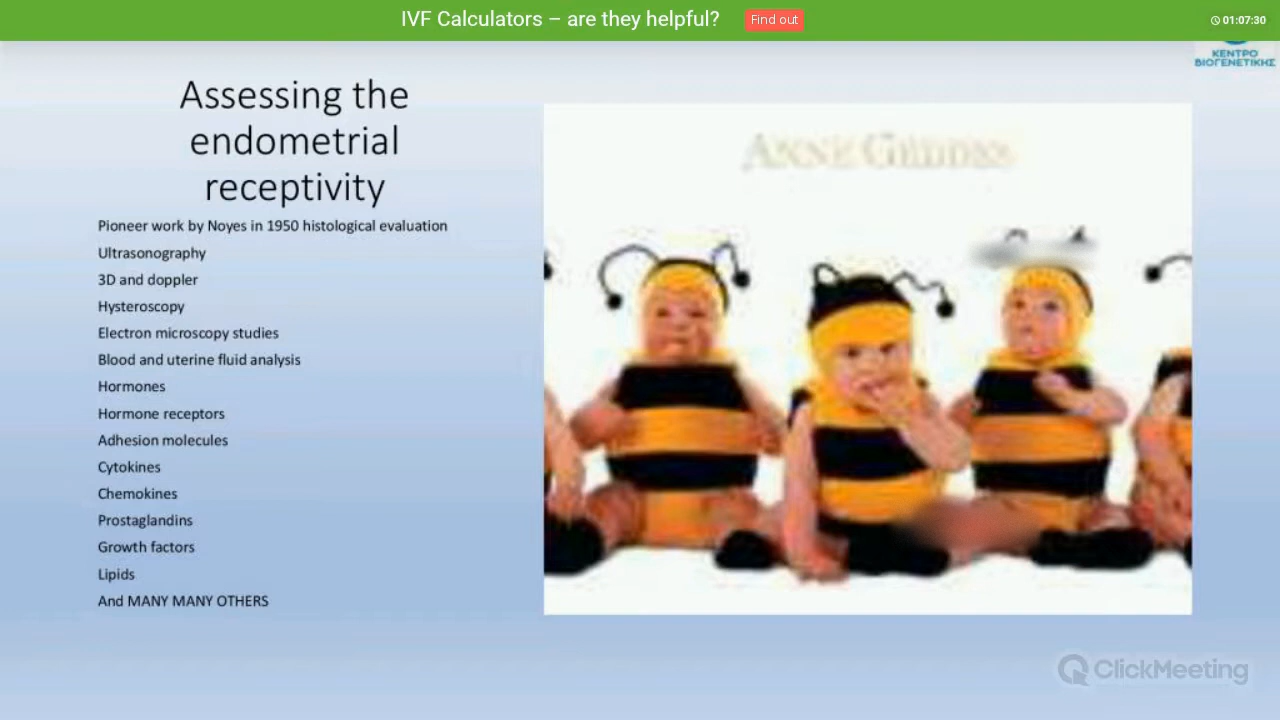 IVF Calculators – are they helpful?
Find out
01:07:30
ΚΕΝΤΡΟ
ΒΙΟΓΕΝΕΤΙΚΗΣ
Assessing the
endometrial
receptivity
ANNE GEDDES
Pioneer work by Noyes in 1950 histological evaluation
Ultrasonography
3D and doppler
Hysteroscopy
Electron microscopy studies
Blood and uterine fluid analysis
Hormones
Hormone receptors
Adhesion molecules
Cytokines
Chemokines
Prostaglandins
Growth factors
Lipids
And MANY MANY OTHERS
ClickMeeting